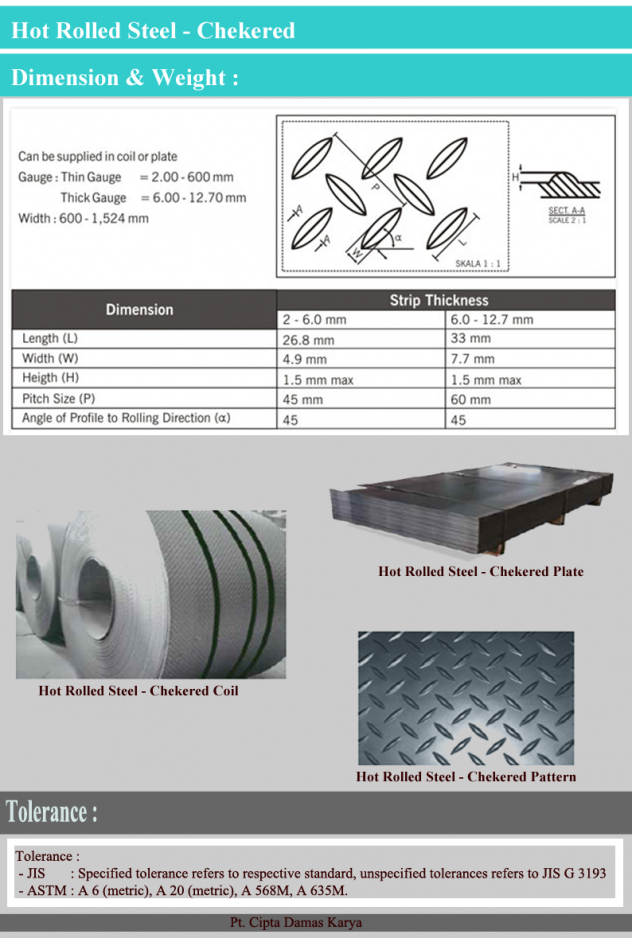 Hot Rolled Steel - Chekered
Dimension & Weight :
Can be supplied in coil or plate
Gauge : Thin Gauge = 2.00 - 600 mm
Thick Gauge = 6.00 - 12.70 mm
Width : 600 - 1,524 mm
P
A
A
W
α
L
SKALA 1 : 1
H
SECT. A-A
SCALE 2 : 1
Dimension
Strip Thickness
2 - 6.0 mm 6.0 - 12.7 mm
Length (L) 26.8 mm 33 mm
Width (W) 4.9 mm 7.7 mm
Heigth (H) 1.5 mm max 1.5 mm max
Pitch Size (P) 45 mm 60 mm
Angle of Profile to Rolling Direction (α) 45 45
Hot Rolled Steel - Chekered Plate
Hot Rolled Steel - Chekered Coil
Hot Rolled Steel - Chekered Pattern
Tolerance :
Tolerance :
- JIS : Specified tolerance refers to respective standard, unspecified tolerances refers to JIS G 3193
- ASTM : A 6 (metric), A 20 (metric), A 568M, A 635M.
Pt. Cipta Damas Karya